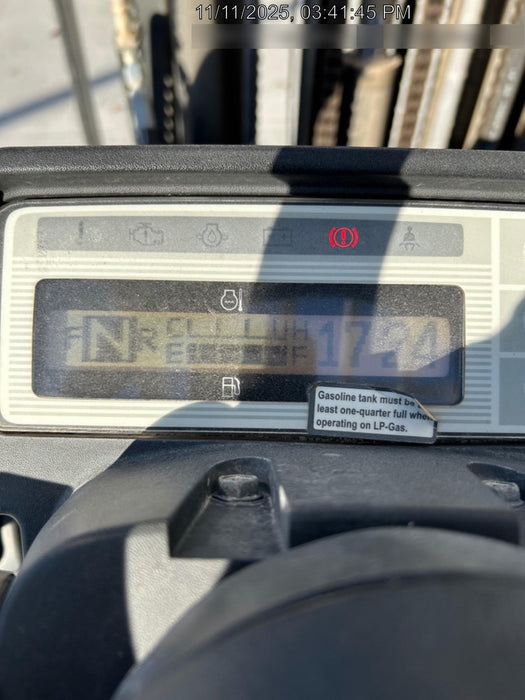 11/11/2025, 03:41:45 PM
F N R C H 1724
E F
Gasoline tank must be
least one-quarter full when
operating on LP-Gas.